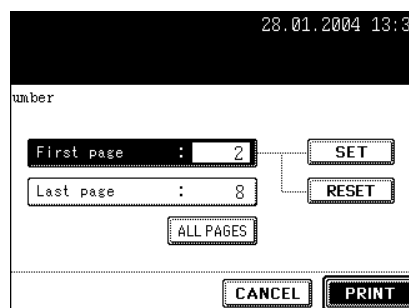 28.01.2004 13:3
umber
First page : 2 SET
Last page : 8 RESET
ALL PAGES
CANCEL PRINT